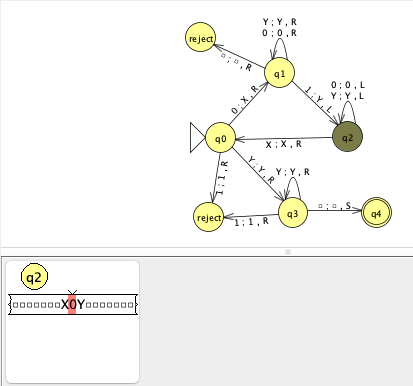 Y;Y,R
0;0,R
reject
q1
□;□,R
0;0,L
Y;Y,L
0;X,R
1;Y,L
q0
X;X,R
q2
1;1,R
Y;Y,R
Y;Y,R
reject
1;1,R
q3
□;□,S
q4
q2
□□□□□□□X0Y□□□□□□□